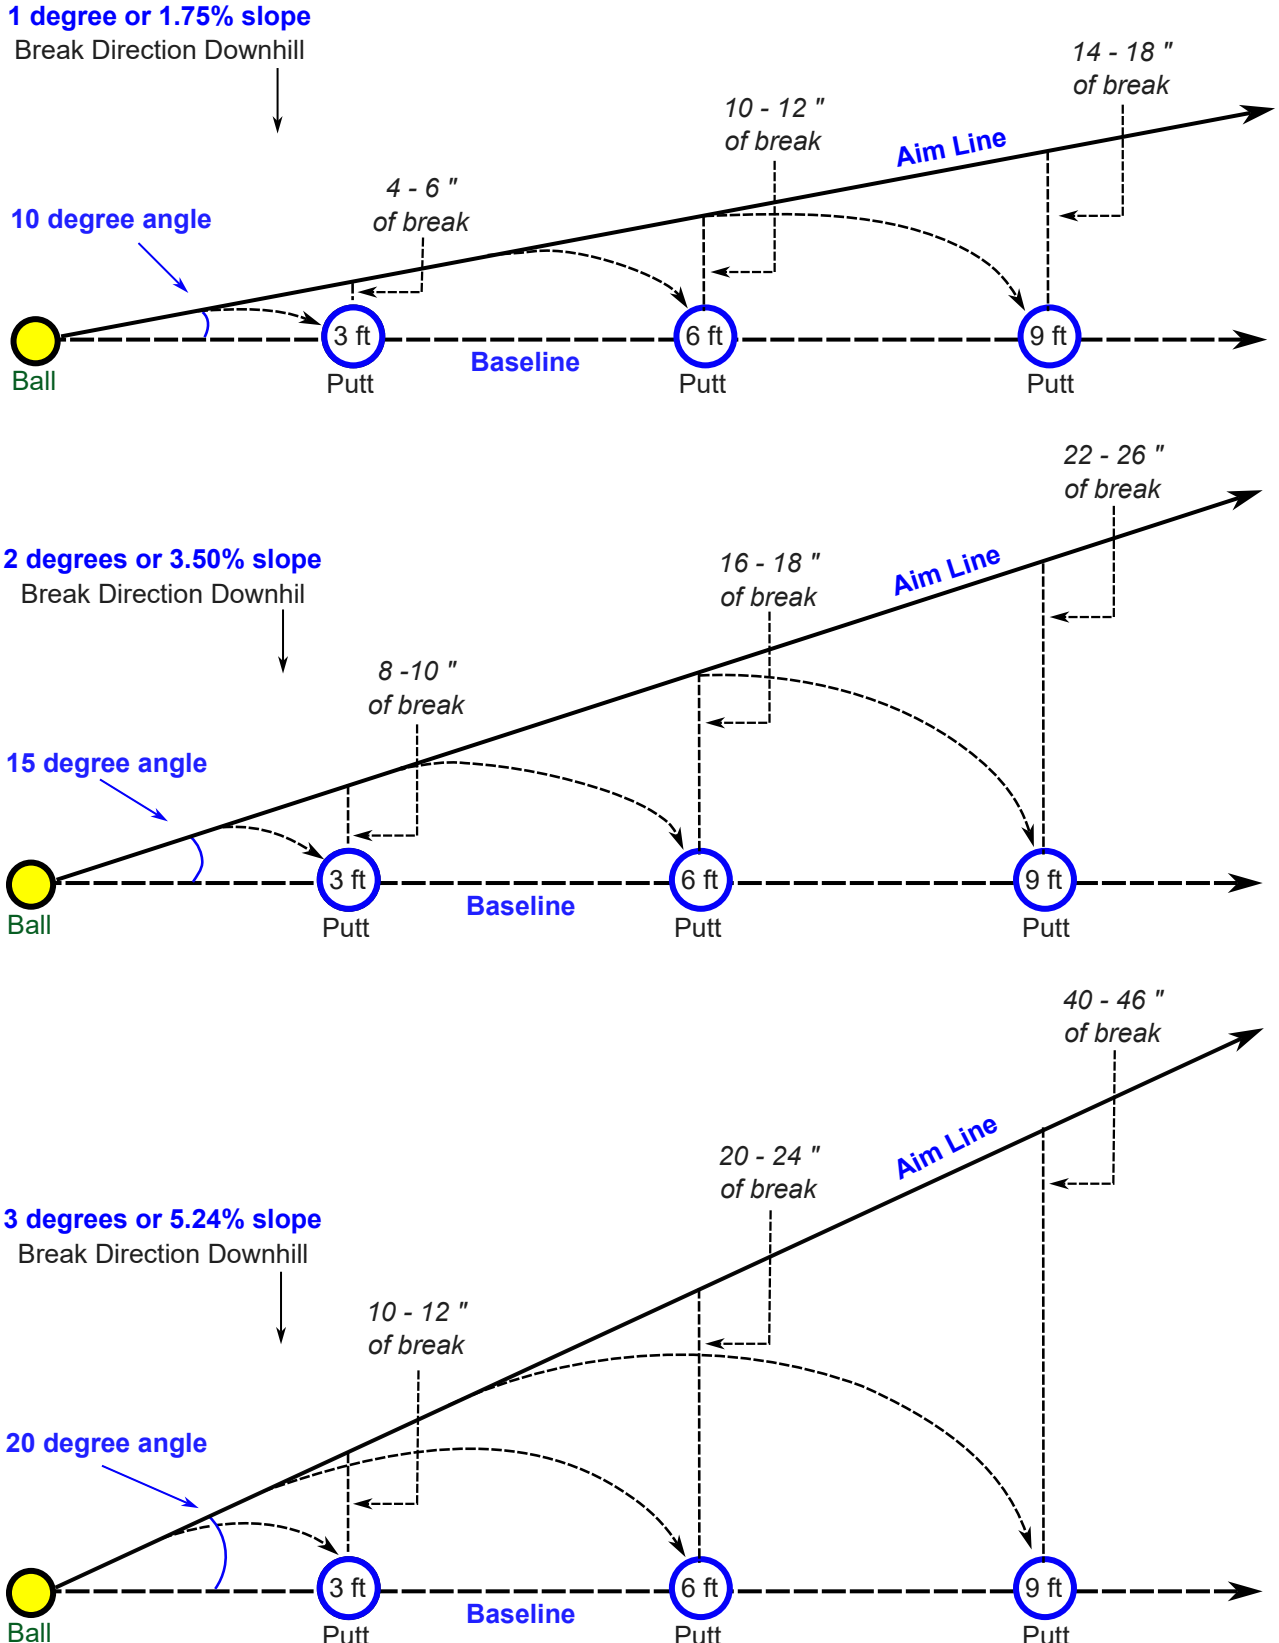 1 degree or 1.75% slope
Break Direction Downhill
14 - 18 "
of break
10 - 12 "
of break
Aim Line
4 - 6 "
of break
10 degree angle
3 ft
6 ft
9 ft
Baseline
Ball
Putt
Putt
Putt
22 - 26 "
of break
2 degrees or 3.50% slope
Break Direction Downhil
16 - 18 "
of break
Aim Line
8 -10 "
of break
15 degree angle
3 ft
6 ft
9 ft
Baseline
Ball
Putt
Putt
Putt
40 - 46 "
of break
Aim Line
20 - 24 "
of break
3 degrees or 5.24% slope
Break Direction Downhill
10 - 12 "
of break
20 degree angle
3 ft
6 ft
9 ft
Baseline
Ball
Putt
Putt
Putt